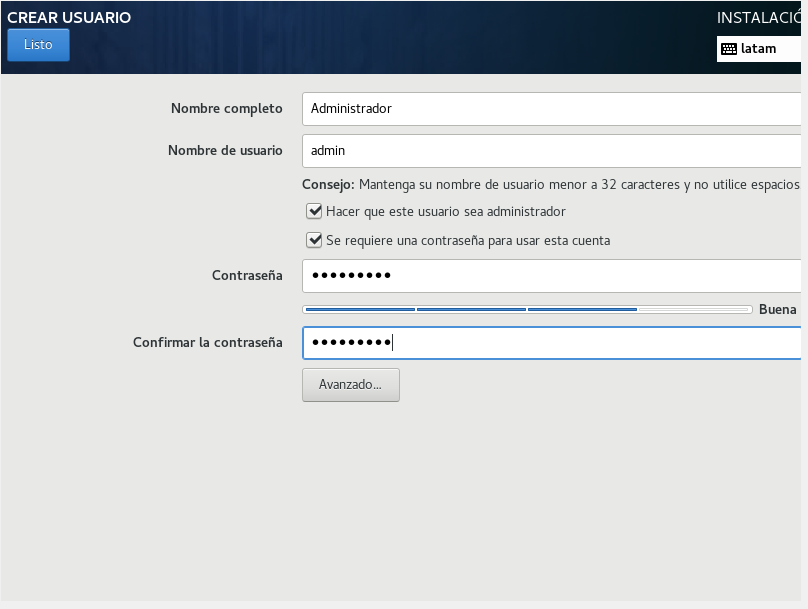 CREAR USUARIO
INSTALACIÓ
Listo
latam
Nombre completo
Administrador
Nombre de usuario
admin
Consejo: Mantenga su nombre de usuario menor a 32 caracteres y no utilice espacios
Hacer que este usuario sea administrador
Se requiere una contraseña para usar esta cuenta
Contraseña
●●●●●●●●●
Buena
Confirmar la contraseña
●●●●●●●●●
Avanzado...